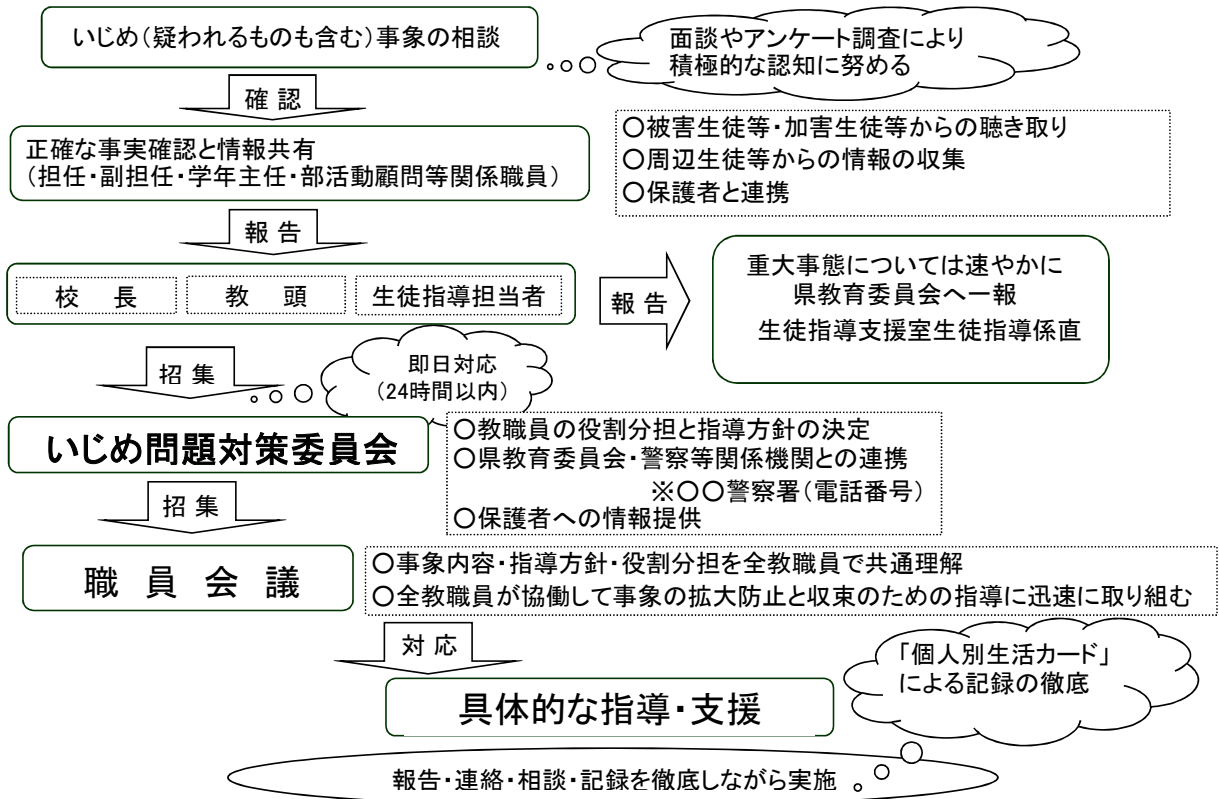 いじめ(疑われるものも含む)事象の相談
面談やアンケート調査により
積極的な認知に努める
確 認
正確な事実確認と情報共有
(担任・副担任・学年主任・部活動顧問等関係職員)
○被害生徒等・加害生徒等からの聴き取り
○周辺生徒等からの情報の収集
○保護者と連携
報 告
校 長
教 頭
生徒指導担当者
報 告
重大事態については速やかに
県教育委員会へ一報
生徒指導支援室生徒指導係直
招 集
即日対応
(24時間以内)
いじめ問題対策委員会
○教職員の役割分担と指導方針の決定
○県教育委員会・警察等関係機関との連携
※○○警察署(電話番号)
○保護者への情報提供
招 集
職 員 会 議
○事象内容・指導方針・役割分担を全教職員で共通理解
○全教職員が協働して事象の拡大防止と収束のための指導に迅速に取り組む
対 応
「個人別生活カード」
による記録の徹底
具体的な指導・支援
報告・連絡・相談・記録を徹底しながら実施